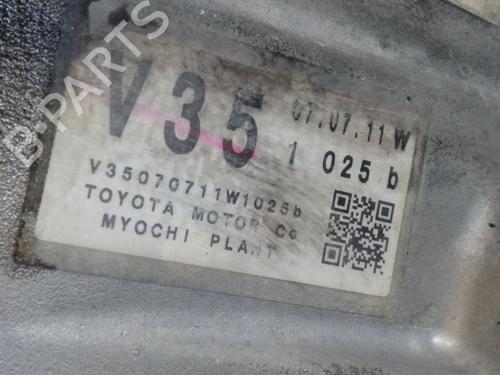 V35 07.07.11 W
1 025 b
V35070711W1025b
TOYOTA MOTOR CO
MYOCHI PLANT
B-PARTS